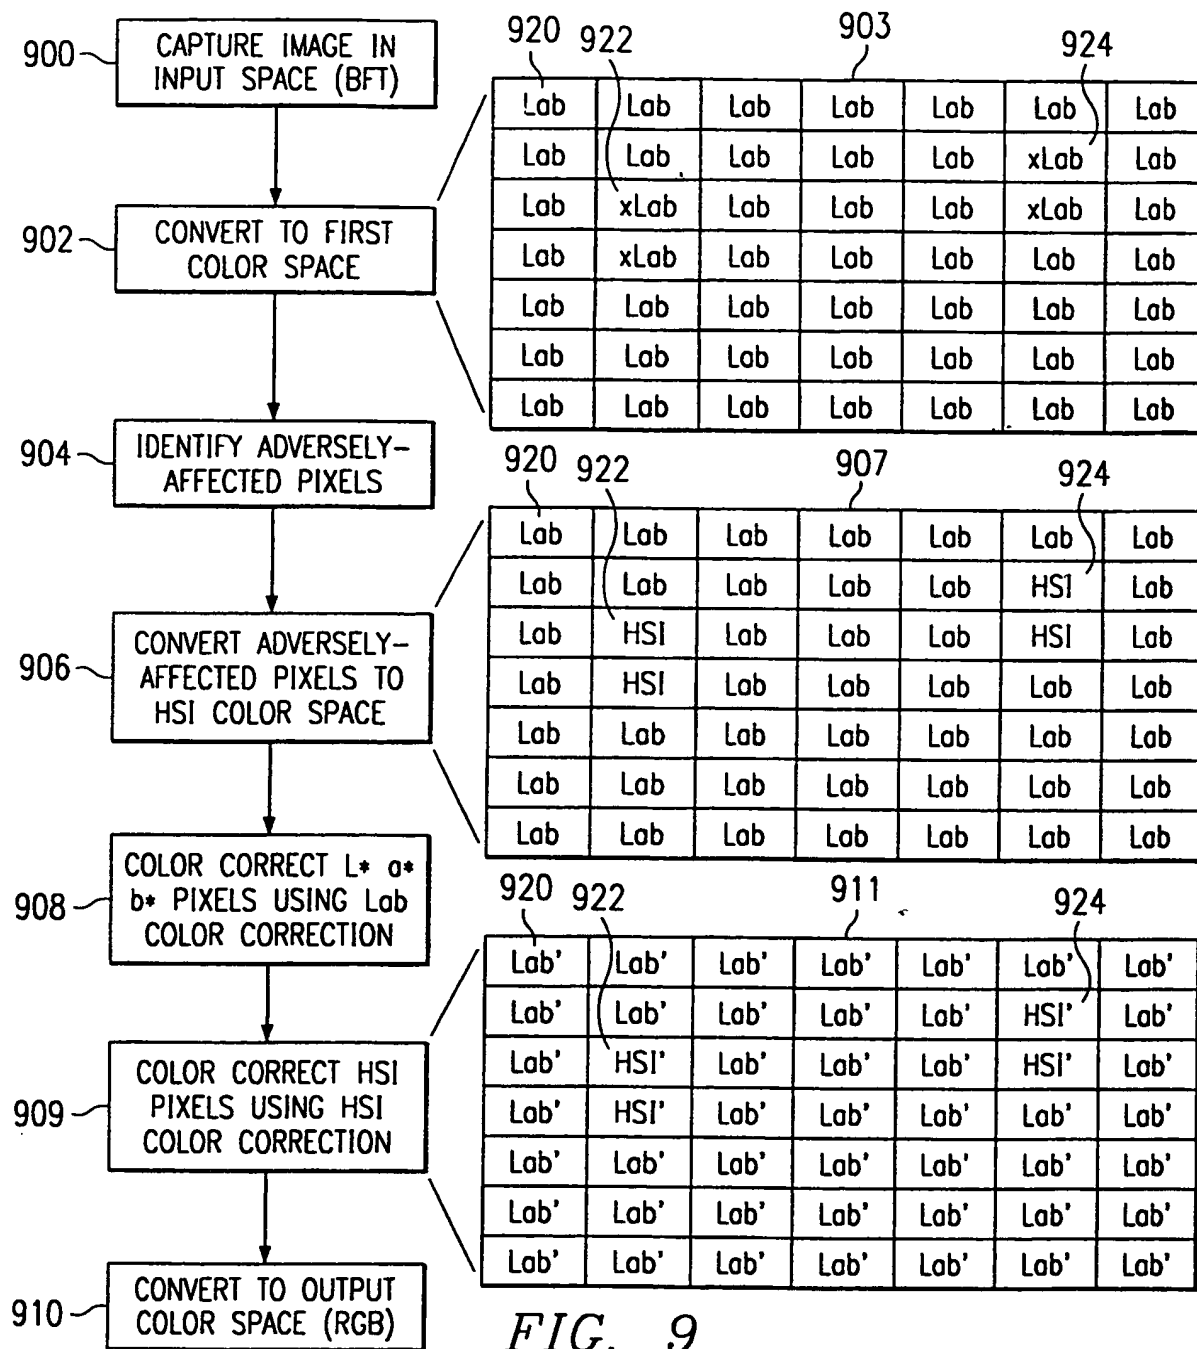 900
CAPTURE IMAGE IN
INPUT SPACE (BFT)
920 922 903 924
Lab Lab Lab Lab Lab Lab Lab
Lab Lab Lab Lab Lab xLab Lab
Lab xLab Lab Lab Lab xLab Lab
Lab xLab Lab Lab Lab Lab Lab
Lab Lab Lab Lab Lab Lab Lab
Lab Lab Lab Lab Lab Lab Lab
Lab Lab Lab Lab Lab Lab Lab
902
CONVERT TO FIRST
COLOR SPACE
904
IDENTIFY ADVERSELY-
AFFECTED PIXELS
920 922 907 924
Lab Lab Lab Lab Lab Lab Lab
Lab Lab Lab Lab Lab HSI Lab
Lab HSI Lab Lab Lab HSI Lab
Lab HSI Lab Lab Lab Lab Lab
Lab Lab Lab Lab Lab Lab Lab
Lab Lab Lab Lab Lab Lab Lab
Lab Lab Lab Lab Lab Lab Lab
906
CONVERT ADVERSELY-
AFFECTED PIXELS TO
HSI COLOR SPACE
908
COLOR CORRECT L* a*
b* PIXELS USING Lab
COLOR CORRECTION
920 922 911 924
Lab' Lab' Lab' Lab' Lab' Lab' Lab'
Lab' Lab' Lab' Lab' Lab' HSI' Lab'
Lab' HSI' Lab' Lab' Lab' HSI' Lab'
Lab' HSI' Lab' Lab' Lab' Lab' Lab'
Lab' Lab' Lab' Lab' Lab' Lab' Lab'
Lab' Lab' Lab' Lab' Lab' Lab' Lab'
Lab' Lab' Lab' Lab' Lab' Lab' Lab'
909
COLOR CORRECT HSI
PIXELS USING HSI
COLOR CORRECTION
910
CONVERT TO OUTPUT
COLOR SPACE (RGB)
FIG. 9